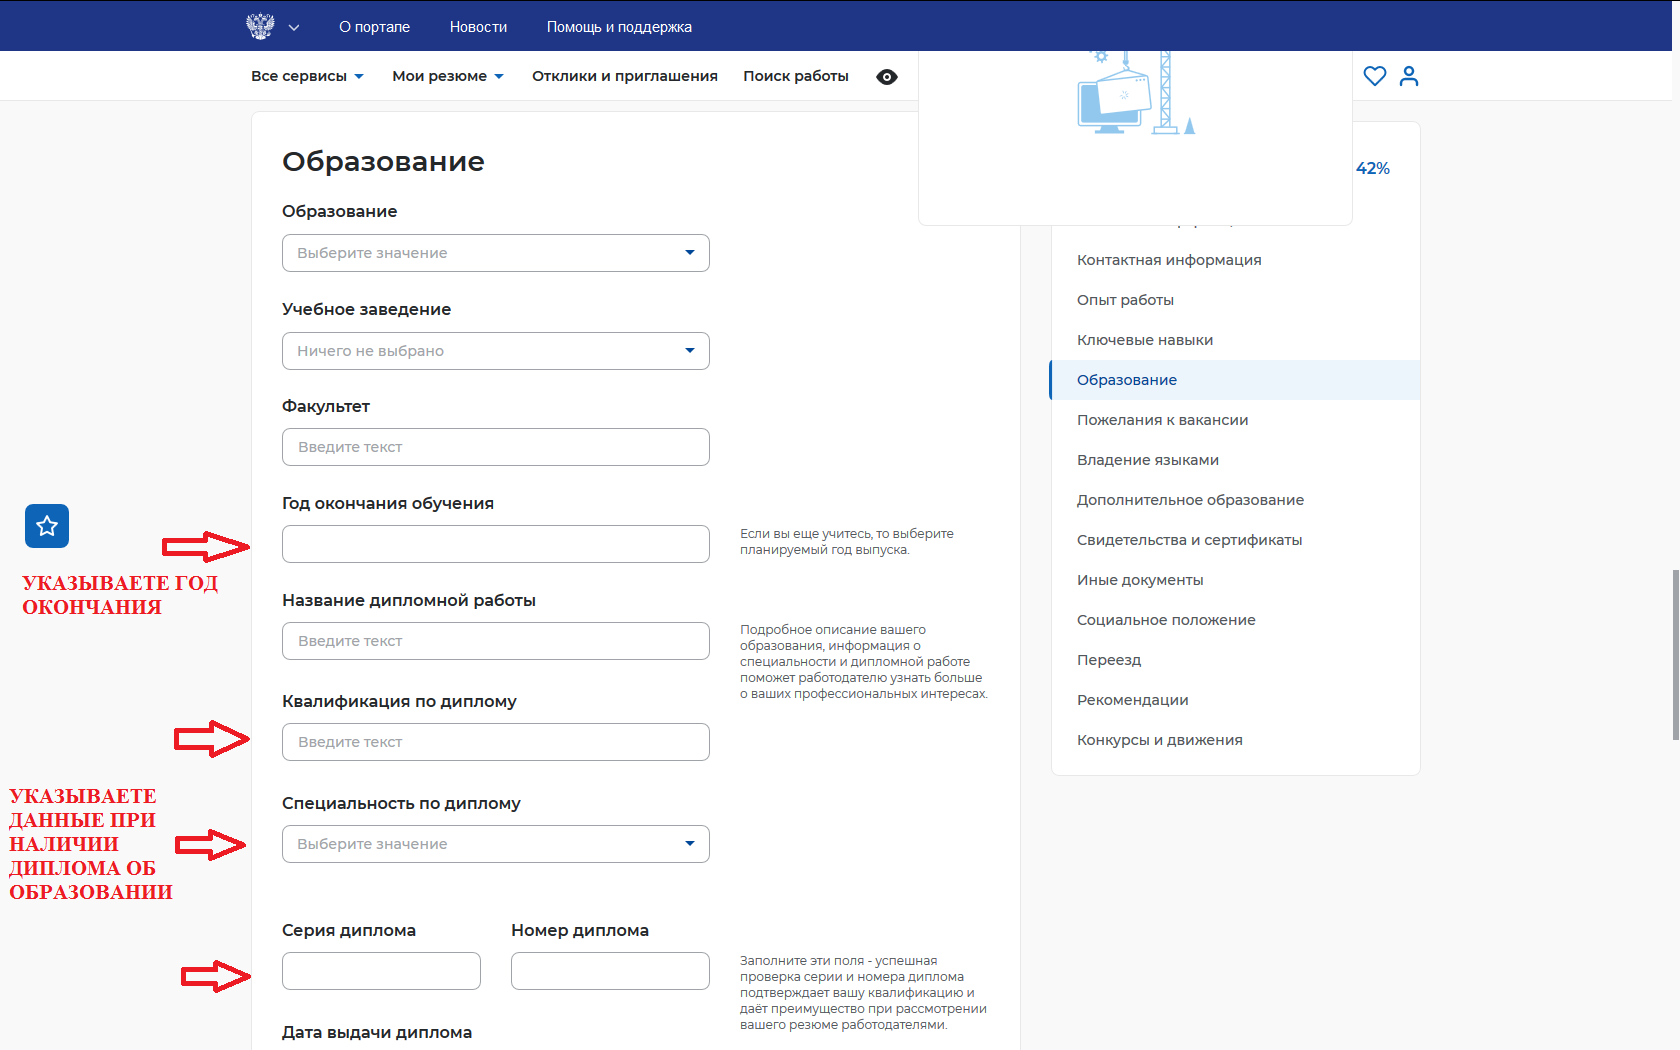 О портале
Новости
Помощь и поддержка
Все сервисы
Мои резюме
Отклики и приглашения
Поиск работы
42%
Образование
Образование
Выберите значение
Учебное заведение
Ничего не выбрано
Факультет
Введите текст
Год окончания обучения
Если вы еще учитесь, то выберите
планируемый год выпуска.
УКАЗЫВАЕТЕ ГОД
ОКОНЧАНИЯ
Название дипломной работы
Введите текст
Подробное описание вашего
образования, информация о
специальности и дипломной работе
поможет работодателю узнать больше
о ваших профессиональных интересах.
Квалификация по диплому
Введите текст
УКАЗЫВАЕТЕ
ДАННЫЕ ПРИ
НАЛИЧИИ
ДИПЛОМА ОБ
ОБРАЗОВАНИИ
Специальность по диплому
Выберите значение
Серия диплома
Номер диплома
Заполните эти поля - успешная
проверка серии и номера диплома
подтверждает вашу квалификацию и
даёт преимущество при рассмотрении
вашего резюме работодателями.
Дата выдачи диплома
Контактная информация
Опыт работы
Ключевые навыки
Образование
Пожелания к вакансии
Владение языками
Дополнительное образование
Свидетельства и сертификаты
Иные документы
Социальное положение
Переезд
Рекомендации
Конкурсы и движения